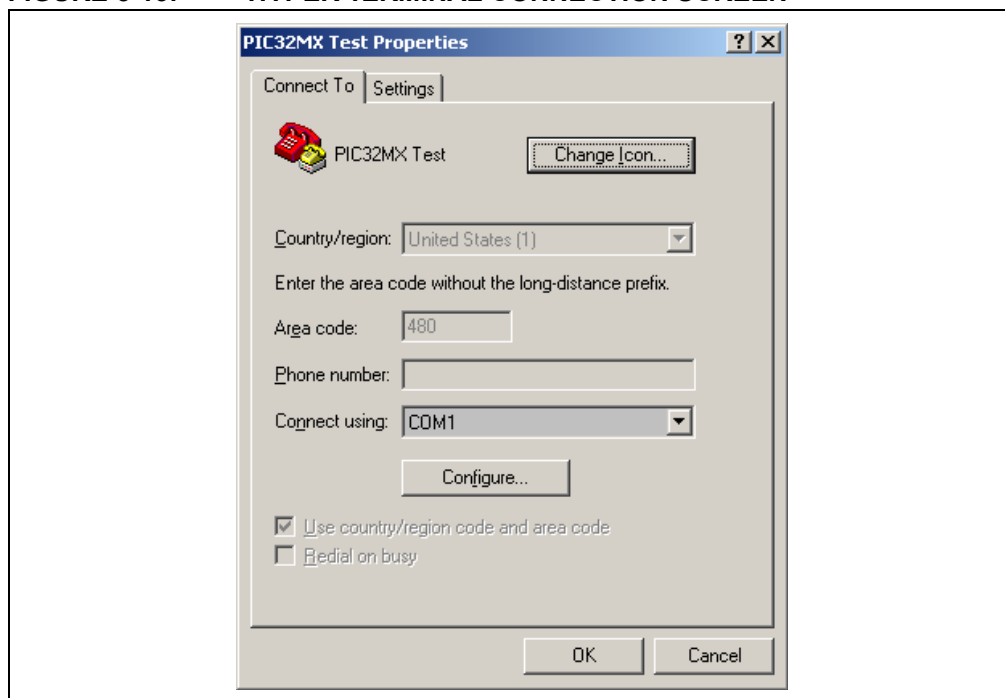 PIC32MX Test Properties
Connect To Settings
PIC32MX Test Change Icon...
Country/region: United States (1)
Enter the area code without the long-distance prefix.
Area code: 480
Phone number:
Connect using: COM1
Configure...
Use country/region code and area code
Redial on busy
OK Cancel